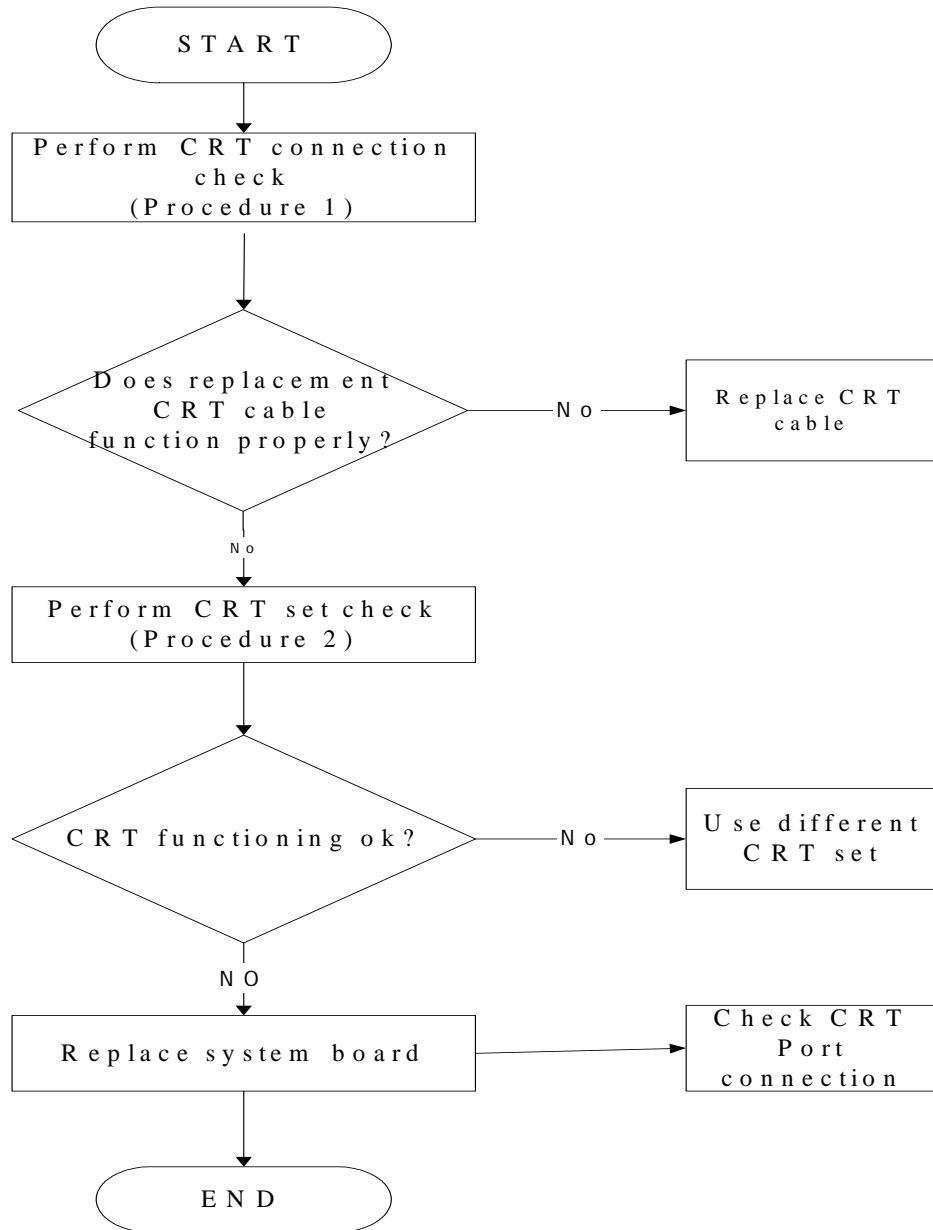 START
Perform CRT connection
check
(Procedure 1)
Does replacement
CRT cable
function properly?
No
Replace CRT
cable
No
Perform CRT set check
(Procedure 2)
CRT functioning ok?
No
Use different
CRT set
NO
Replace system board
Check CRT
Port
connection
END